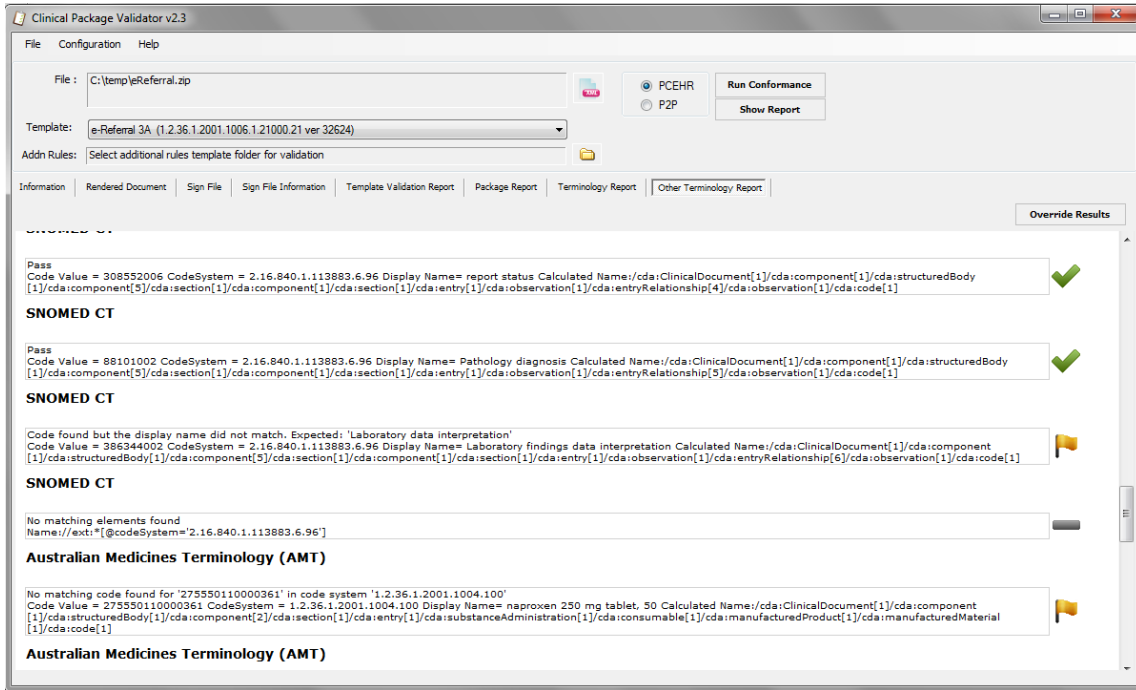 Clinical Package Validator v2.3
File Configuration Help
File : C:\temp\eReferral.zip
XML
PCEHR
P2P
Run Conformance
Show Report
Template: e-Referral 3A (1.2.36.1.2001.1006.1.21000.21 ver 32624)
Addn Rules: Select additional rules template folder for validation
Information Rendered Document Sign File Sign File Information Template Validation Report Package Report Terminology Report Other Terminology Report
Override Results
SNOMED CT
Pass
Code Value = 308552006 CodeSystem = 2.16.840.1.113883.6.96 Display Name= report status Calculated Name:/cda:ClinicalDocument[1]/cda:component[1]/cda:structuredBody
[1]/cda:component[5]/cda:section[1]/cda:component[1]/cda:section[1]/cda:entry[1]/cda:observation[1]/cda:entryRelationship[4]/cda:observation[1]/cda:code[1]
SNOMED CT
Pass
Code Value = 88101002 CodeSystem = 2.16.840.1.113883.6.96 Display Name= Pathology diagnosis Calculated Name:/cda:ClinicalDocument[1]/cda:component[1]/cda:structuredBody
[1]/cda:component[5]/cda:section[1]/cda:component[1]/cda:section[1]/cda:entry[1]/cda:observation[1]/cda:entryRelationship[5]/cda:observation[1]/cda:code[1]
SNOMED CT
Code found but the display name did not match. Expected: 'Laboratory data interpretation'
Code Value = 386344002 CodeSystem = 2.16.840.1.113883.6.96 Display Name= Laboratory findings data interpretation Calculated Name:/cda:ClinicalDocument[1]/cda:component
[1]/cda:structuredBody[1]/cda:component[5]/cda:section[1]/cda:component[1]/cda:section[1]/cda:entry[1]/cda:observation[1]/cda:entryRelationship[6]/cda:observation[1]/cda:code[1]
SNOMED CT
No matching elements found
Name://ext:*[@codeSystem='2.16.840.1.113883.6.96']
Australian Medicines Terminology (AMT)
No matching code found for '275550110000361' in code system '1.2.36.1.2001.1004.100'
Code Value = 275550110000361 CodeSystem = 1.2.36.1.2001.1004.100 Display Name= naproxen 250 mg tablet, 50 Calculated Name:/cda:ClinicalDocument[1]/cda:component
[1]/cda:structuredBody[1]/cda:component[2]/cda:section[1]/cda:entry[1]/cda:substanceAdministration[1]/cda:consumable[1]/cda:manufacturedProduct[1]/cda:manufacturedMaterial
[1]/cda:code[1]
Australian Medicines Terminology (AMT)